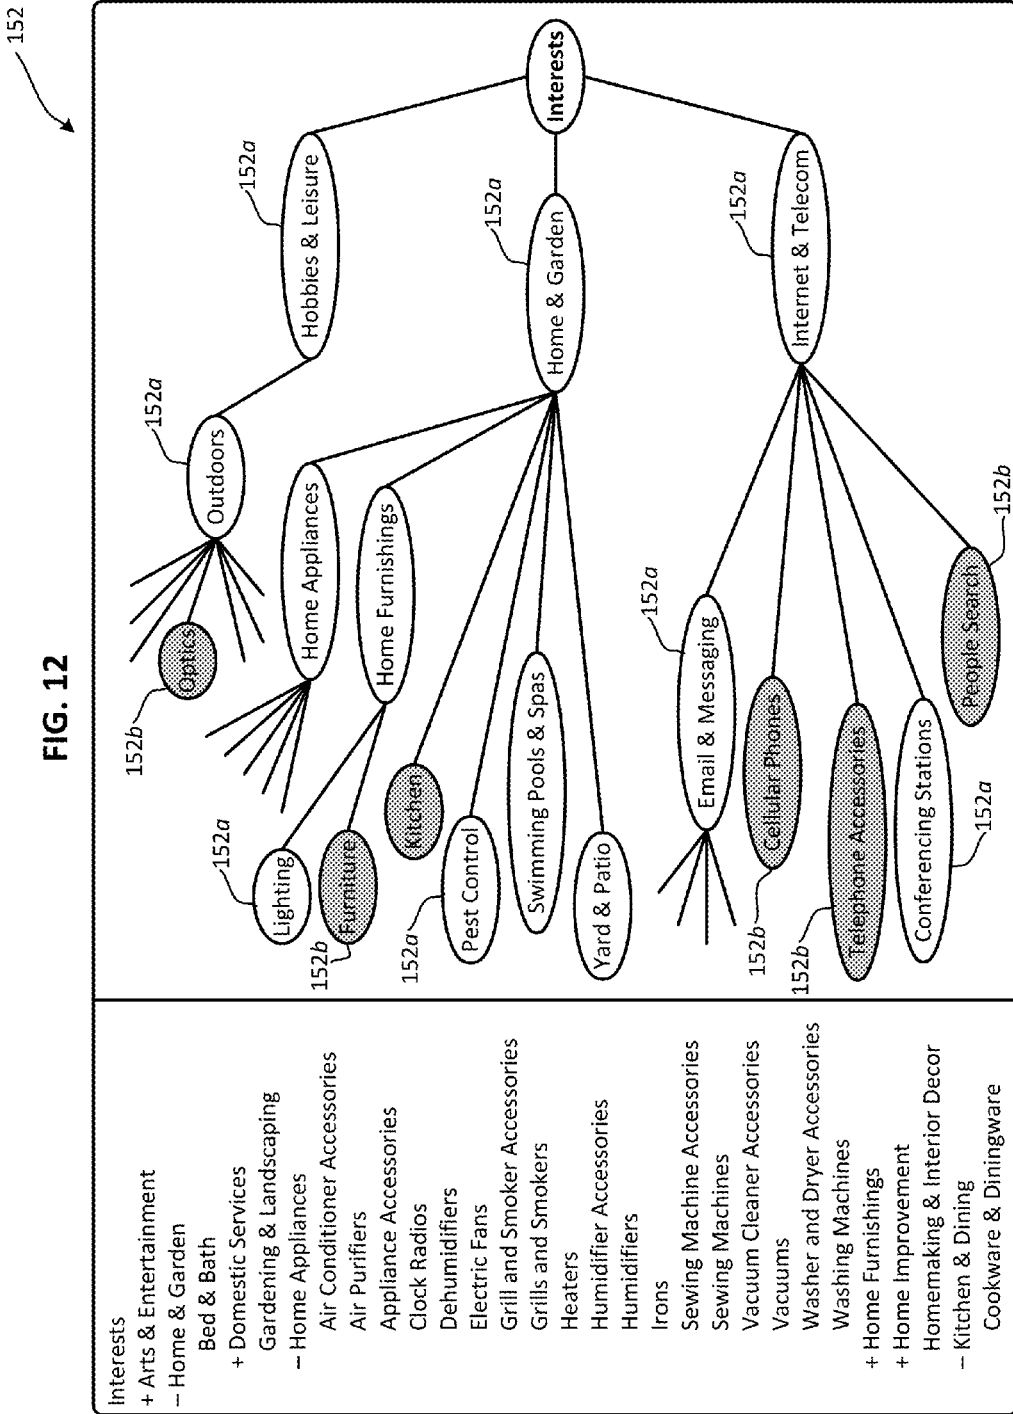 152
FIG. 12
Interests
+ Arts & Entertainment
– Home & Garden
Bed & Bath
+ Domestic Services
Gardening & Landscaping
– Home Appliances
Air Conditioner Accessories
Air Purifiers
Appliance Accessories
Clock Radios
Dehumidifiers
Electric Fans
Grill and Smoker Accessories
Grills and Smokers
Heaters
Humidifier Accessories
Humidifiers
Irons
Sewing Machine Accessories
Sewing Machines
Vacuum Cleaner Accessories
Vacuums
Washer and Dryer Accessories
Washing Machines
+ Home Furnishings
+ Home Improvement
Homemaking & Interior Decor
– Kitchen & Dining
Cookware & Diningware
152b
Optics
Outdoors
152a
Hobbies & Leisure
152a
Home Appliances
Home Furnishings
152a
Lighting
Furniture
152b
Kitchen
152a
Pest Control
Swimming Pools & Spas
Yard & Patio
Home & Garden
152a
Interests
152a
Email & Messaging
152b
Cellular Phones
152b
Telephone Accessories
Conferencing Stations
152a
People Search
152b
Internet & Telecom
152a